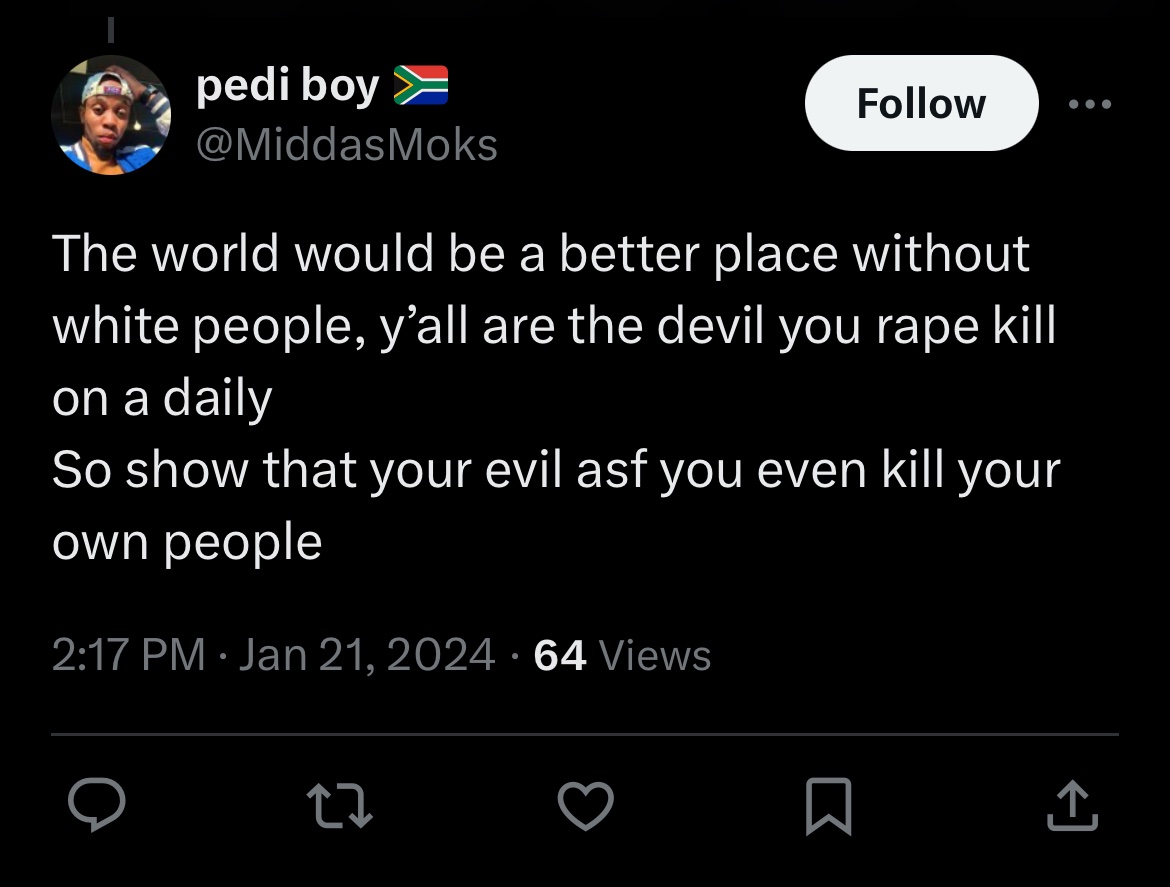 pedi boy 🇿🇦
@MiddasMoks
Follow
The world would be a better place without
white people, y’all are the devil you rape kill
on a daily
So show that your evil asf you even kill your
own people
2:17 PM · Jan 21, 2024 · 64 Views